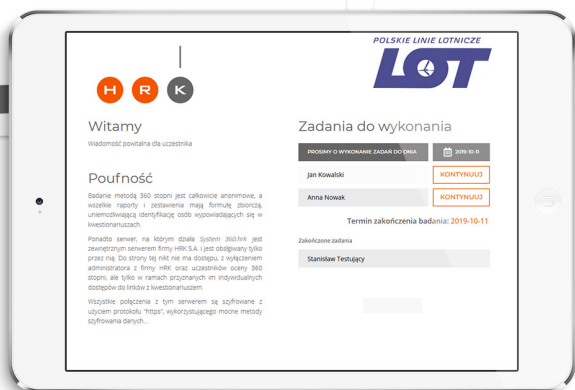 POLSKIE LINIE LOTNICZE
LOT
H R K
Witamy
Wiadomość powitalna dla uczestnika
Poufność
Badanie metodą 360 stopni jest całkowicie anonimowe, a
wszelkie raporty i zestawienia mają formułę zbiorczą,
uniemożliwiającą identyfikację osób wypowiadających się w
kwestionariuszach.
Ponadto serwer, na którym działa System 360.hrk jest
zewnętrznym serwerem firmy HRK S.A. i jest obsługiwany tylko
przez nią. Do strony tej nikt nie ma dostępu, z wyłączeniem
administratora z firmy HRK oraz uczestników oceny 360
stopni, ale tylko w ramach przyznanym im indywidualnych
dostępów do linków z kwestionariuszem.
Wszystkie połączenia z tym serwerem są szyfrowane z
użyciem protokołu "https", wykorzystującego mocne metody
szyfrowania danych...
Zadania do wykonania
PROSIMY O WYKONANIE ZADAŃ DO DNIA 2019-10-11
Jan Kowalski KONTYNUUJ
Anna Nowak KONTYNUUJ
Termin zakończenia badania: 2019-10-11
Zakończone zadania
Stanisław Testujący